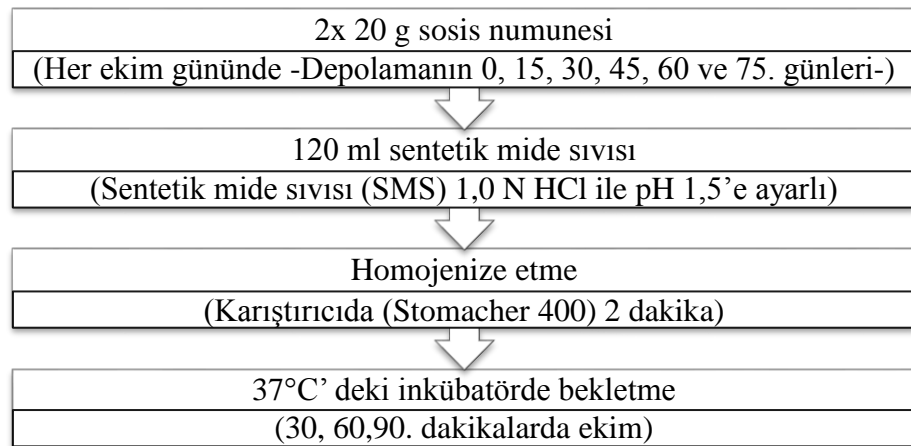 2x 20 g sosis numunesi
(Her ekim gününde -Depolamanın 0, 15, 30, 45, 60 ve 75. günleri-)
120 ml sentetik mide sıvısı
(Sentetik mide sıvısı (SMS) 1,0 N HCl ile pH 1,5’e ayarlı)
Homojenize etme
(Karıştırıcıda (Stomacher 400) 2 dakika)
37°C’ deki inkübatörde bekletme
(30, 60,90. dakikalarda ekim)